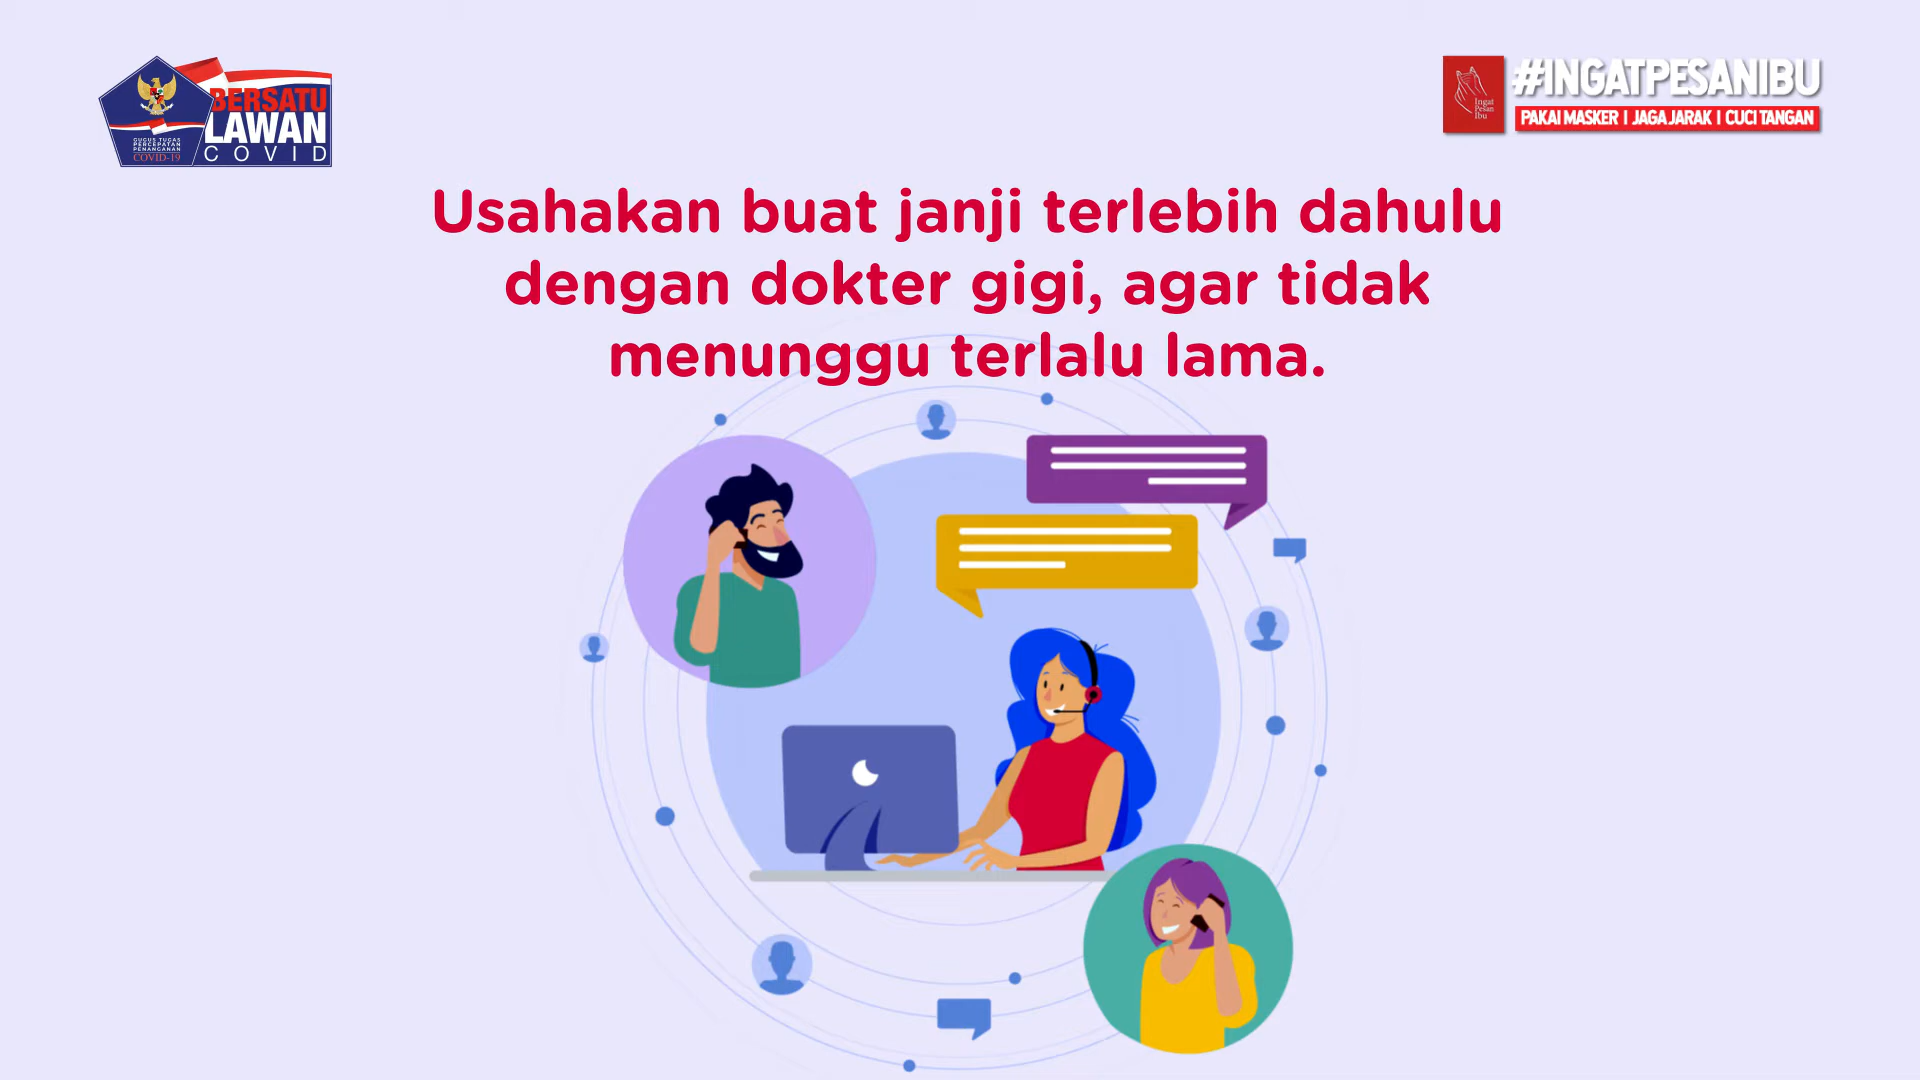 BERSATU
LAWAN
COVID
GUGUS TUGAS
PERCEPATAN
PENANGANAN
COVID-19
Ingat
Pesan
Ibu
#INGATPESANIBU
PAKAI MASKER | JAGA JARAK | CUCI TANGAN
Usahakan buat janji terlebih dahulu
dengan dokter gigi, agar tidak
menunggu terlalu lama.